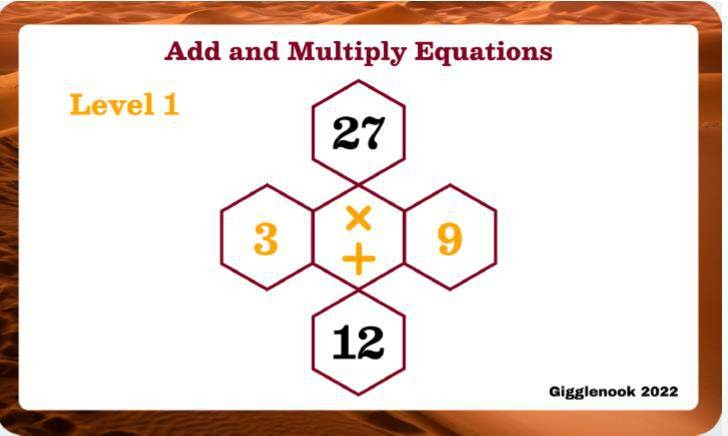 Add and Multiply Equations
Level 1
27
3 × 9
+
12
Gigglenook 2022